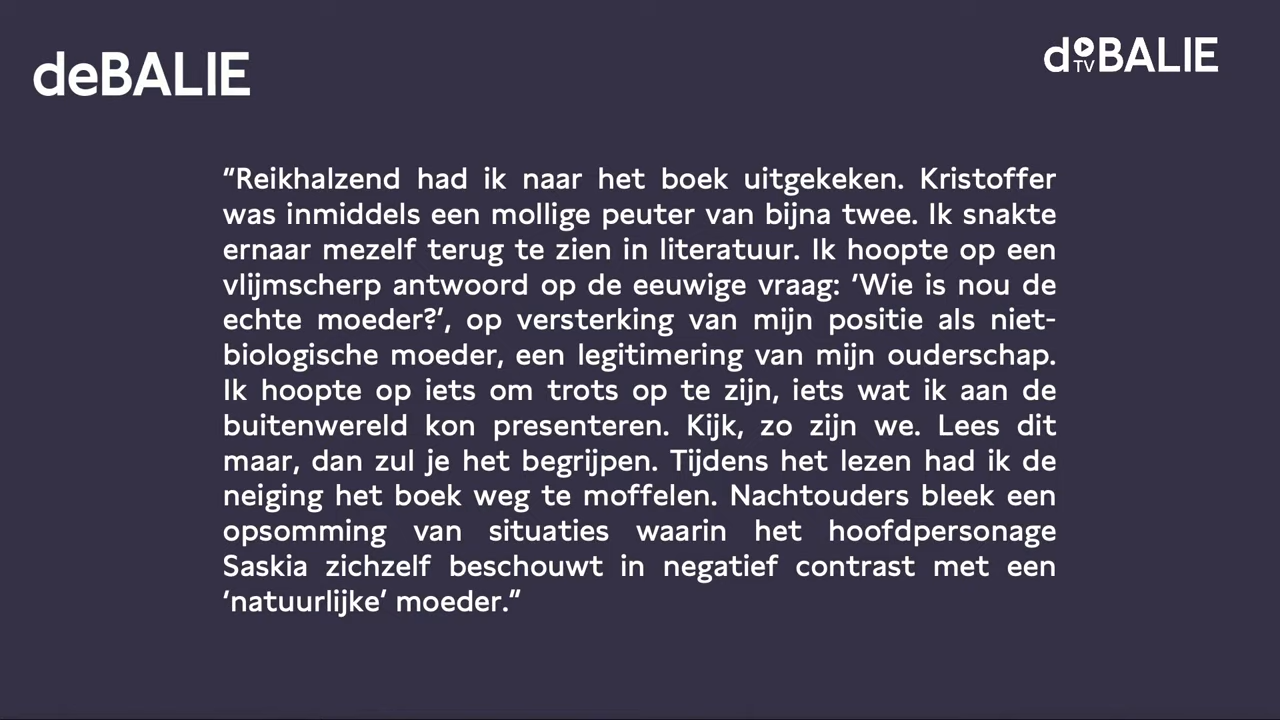 deBALIE
deBALIE
TV
“Reikhalzend had ik naar het boek uitgekeken. Kristoffer
was inmiddels een mollige peuter van bijna twee. Ik snakte
ernaar mezelf terug te zien in literatuur. Ik hoopte op een
vlijmscherp antwoord op de eeuwige vraag: ‘Wie is nou de
echte moeder?’, op versterking van mijn positie als niet-
biologische moeder, een legitimering van mijn ouderschap.
Ik hoopte op iets om trots op te zijn, iets wat ik aan de
buitenwereld kon presenteren. Kijk, zo zijn we. Lees dit
maar, dan zul je het begrijpen. Tijdens het lezen had ik de
neiging het boek weg te moffelen. Nachtouders bleek een
opsomming van situaties waarin het hoofdpersonage
Saskia zichzelf beschouwt in negatief contrast met een
‘natuurlijke’ moeder.“